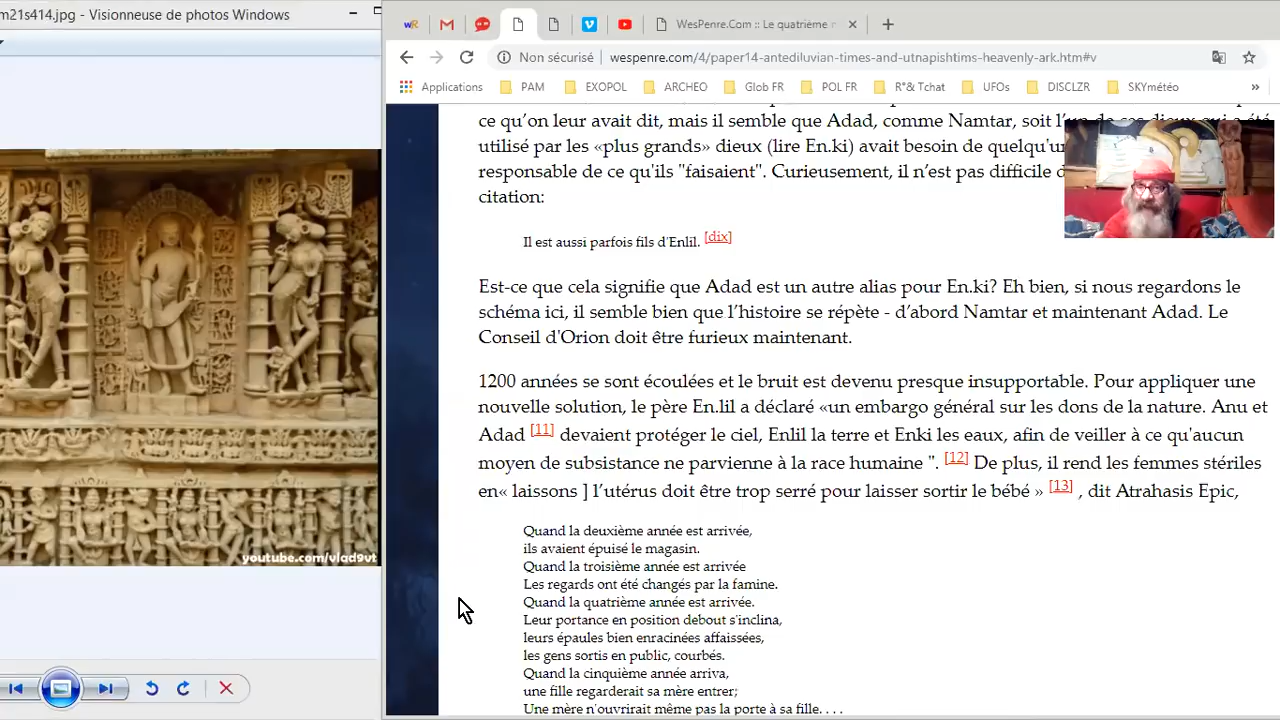 m21s414.jpg - Visionneuse de photos Windows
WesPenre.Com :: Le quatrième
Non sécurisé | wespenre.com/4/paper14-antediluvian-times-and-utnapishtims-heavenly-ark.htm#v
Applications PAM EXOPOL ARCHEO Glob FR POL FR R°& Tchat UFOs DISCLZR SKYmétéo »
ce qu'on leur avait dit, mais il semble que Adad, comme Namtar, soit l'un de ces dieux qui a été
utilisé par les «plus grands» dieux (lire En.ki) avait besoin de
responsable de ce qu'ils "faisaient". Curieusement, il n'est pas difficile
citation:
Il est aussi parfois fils d'Enlil. [dix]
Est-ce que cela signifie que Adad est un autre alias pour En.ki? Eh bien, si nous regardons le
schéma ici, il semble bien que l'histoire se répète - d'abord Namtar et maintenant Adad. Le
Conseil d'Orion doit être furieux maintenant.
1200 années se sont écoulées et le bruit est devenu presque insupportable. Pour appliquer une
nouvelle solution, le père En.lil a déclaré «un embargo général sur les dons de la nature. Anu et
Adad [11] devaient protéger le ciel, Enlil la terre et Enki les eaux, afin de veiller à ce qu'aucun
moyen de subsistance ne parvienne à la race humaine ". [12] De plus, il rend les femmes stériles
en« laissons ] l'utérus doit être trop serré pour laisser sortir le bébé » [13] , dit Atrahasis Epic,
Quand la deuxième année est arrivée,
ils avaient épuisé le magasin.
Quand la troisième année est arrivée
Les regards ont été changés par la famine.
Quand la quatrième année est arrivée.
Leur portance en position debout s'inclina,
leurs épaules bien enracinées affaissées,
les gens sortis en public, courbés.
Quand la cinquième année arriva,
une fille regarderait sa mère entrer;
Une mère n'ouvrirait même pas la porte à sa fille. . . .
youtube.com/vlad9vt